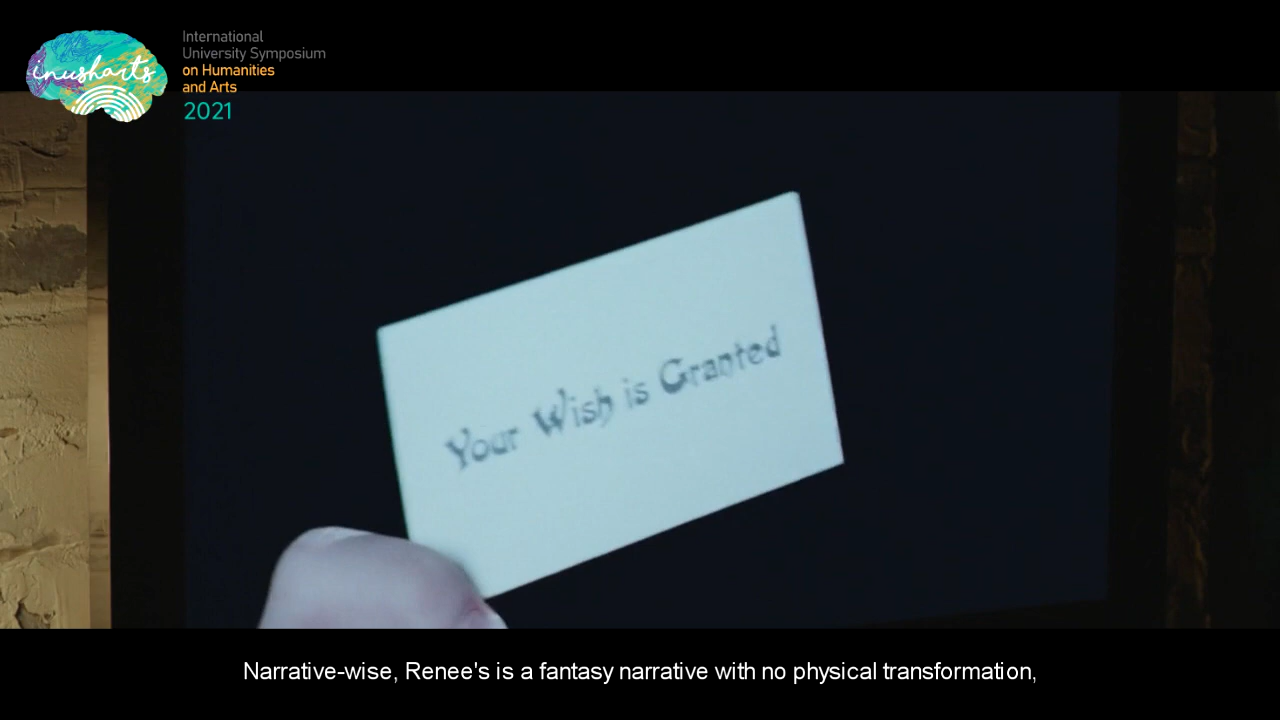 inusharts
International
University Symposium
on Humanities
and Arts
2021
Your Wish is Granted
Narrative-wise, Renee's is a fantasy narrative with no physical transformation,